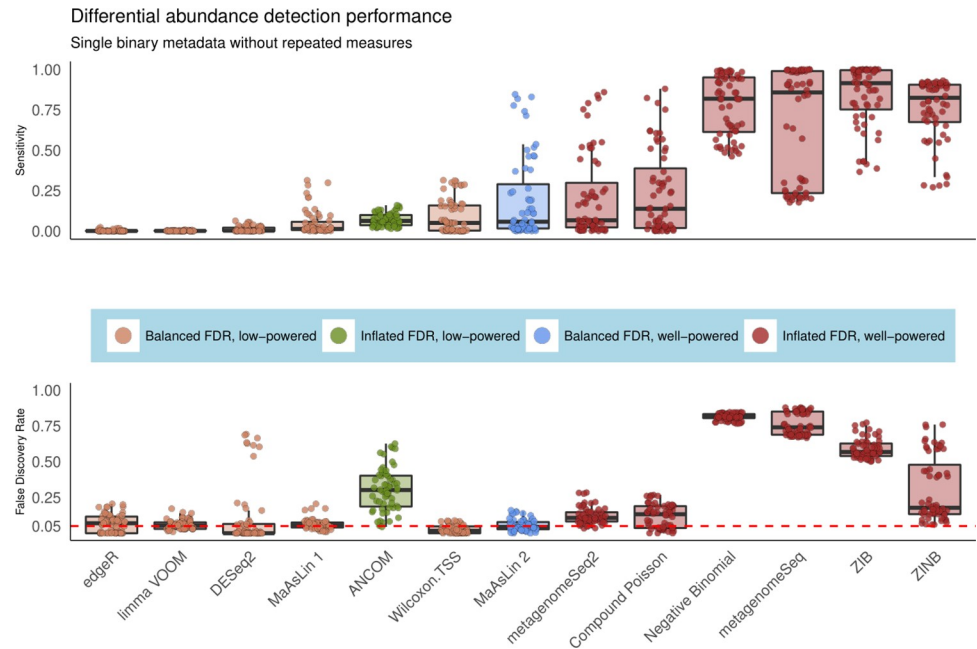 Differential abundance detection performance
Single binary metadata without repeated measures
Sensitivity
1.00
0.75
0.50
0.25
0.00
Balanced FDR, low−powered
Inflated FDR, low−powered
Balanced FDR, well−powered
Inflated FDR, well−powered
False Discovery Rate
1.00
0.75
0.50
0.25
0.05
edgeR
limma VOOM
DESeq2
MaAsLin 1
ANCOM
Wilcoxon.TSS
MaAsLin 2
metagenomeSeq2
Compound Poisson
Negative Binomial
metagenomeSeq
ZIB
ZINB